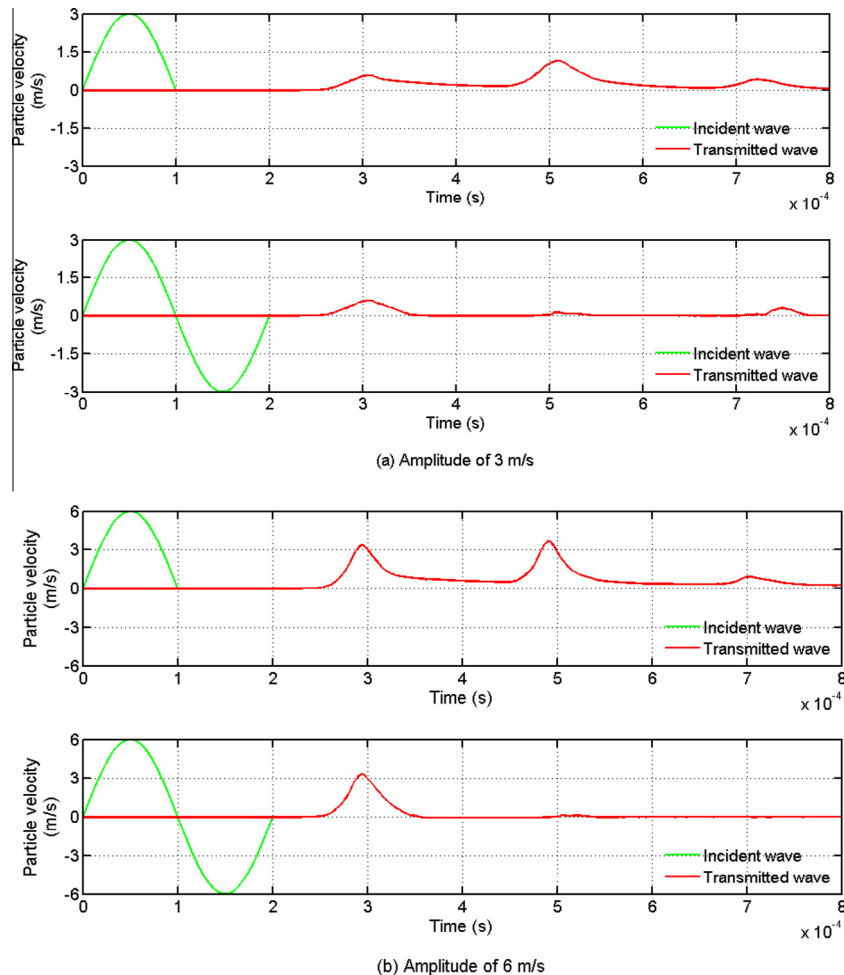 3
1.5
0
-1.5
-3
Particle velocity
(m/s)
Incident wave
Transmitted wave
0 1 2 3 4 5 6 7 8
Time (s)
x 10-4
3
1.5
0
-1.5
-3
Particle velocity
(m/s)
Incident wave
Transmitted wave
0 1 2 3 4 5 6 7 8
Time (s)
x 10-4
(a) Amplitude of 3 m/s
6
3
0
-3
-6
Particle velocity
(m/s)
Incident wave
Transmitted wave
0 1 2 3 4 5 6 7 8
Time (s)
x 10-4
6
3
0
-3
-6
Particle velocity
(m/s)
Incident wave
Transmitted wave
0 1 2 3 4 5 6 7 8
Time (s)
x 10-4
(b) Amplitude of 6 m/s